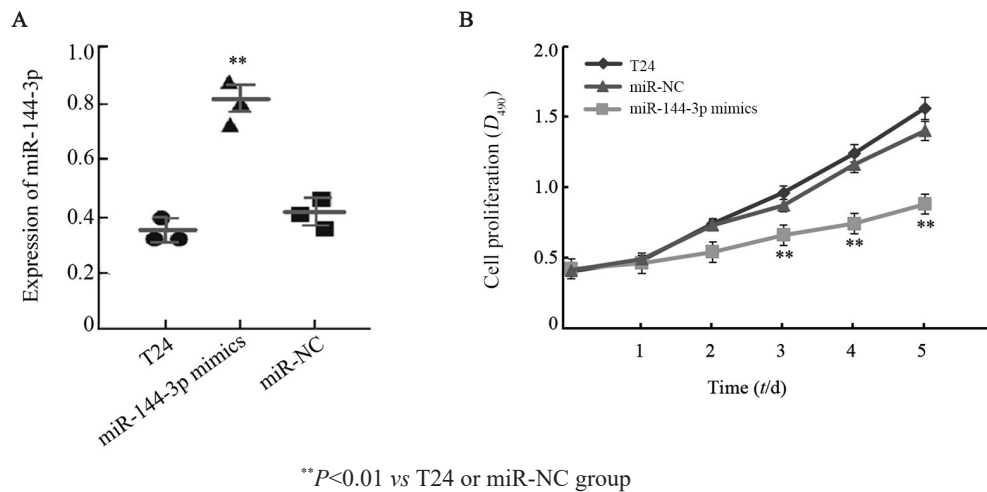 A
Expression of miR-144-3p
1.0
0.8
0.6
0.4
0.2
0
**
T24
miR-144-3p mimics
miR-NC
B
Cell proliferation (D490)
2.0
1.5
1.0
0.5
0.0
T24
miR-NC
miR-144-3p mimics
**
**
**
1 2 3 4 5
Time (t/d)
**P<0.01 vs T24 or miR-NC group